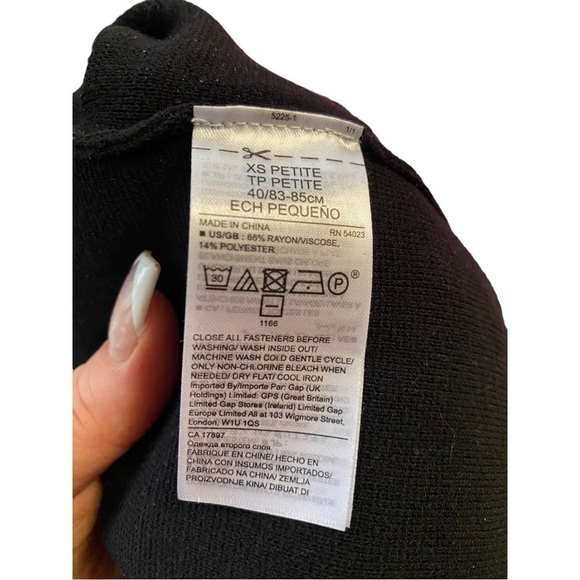 5225-1
1/1
XS PETITE
TP PETITE
40/83-85CM
ECH PEQUEÑO
MADE IN CHINA RN 54023
■ US/GB : 86% RAYON/VISCOSE,
14% POLYESTER.
30 P
1166
CLOSE ALL FASTENERS BEFORE
WASHING/ WASH INSIDE OUT/
MACHINE WASH COLD GENTLE CYCLE/
ONLY NON-CHLORINE BLEACH WHEN
NEEDED/ DRY FLAT/ COOL IRON
Imported By/Importe Par: Gap (UK
Holdings) Limited: GPS (Great Britain)
Limited Gap Stores (Ireland) Limited Gap
Europe Limited All at 103 Wigmore Street,
London, W1U 1QS
CA 17897
Одежда второго слоя
FABRIQUE EN CHINE/ HECHO EN
CHINA CON INSUMOS IMPORTADOS/
FABRICADO NA CHINA/ ZEMLJA
PROIZVODNJE KINA/ DIBUAT DI